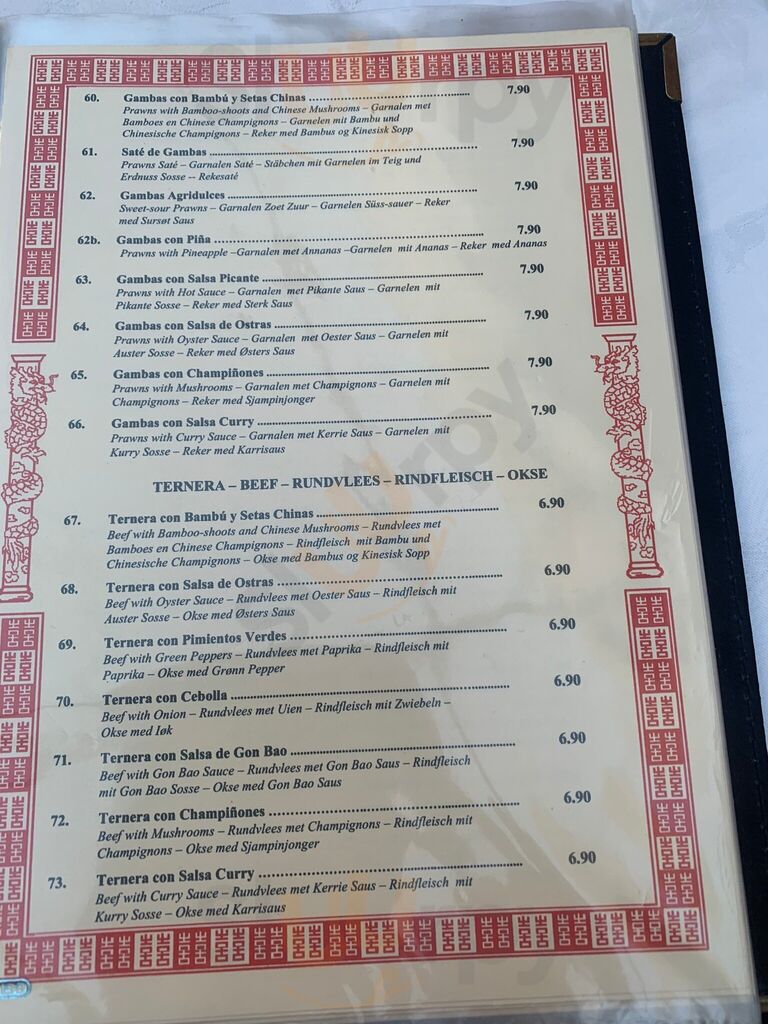 60. Gambas con Bambú y Setas Chinas 7.90
Prawns with Bamboo-shoots and Chinese Mushrooms – Garnalen met
Bamboes en Chinese Champignons – Garnelen mit Bambu und
Chinesische Champignons – Reker med Bambus og Kinesisk Sopp
61. Saté de Gambas 7.90
Prawns Saté – Garnalen Saté – Stäbchen mit Garnelen im Teig und
Erdnuss Sosse -- Rekesaté
62. Gambas Agridulces 7.90
Sweet-sour Prawns – Garnalen Zoet Zuur – Garnelen Süss-sauer – Reker
med Sursøt Saus
62b. Gambas con Piña 7.90
Prawns with Pineapple –Garnalen met Annanas –Garnelen mit Ananas – Reker med Ananas
63. Gambas con Salsa Picante 7.90
Prawns with Hot Sauce – Garnalen met Pikante Saus – Garnelen mit
Pikante Sosse – Reker med Sterk Saus
64. Gambas con Salsa de Ostras 7.90
Prawns with Oyster Sauce – Garnalen met Oester Saus – Garnelen mit
Auster Sosse – Reker med Østers Saus
65. Gambas con Champiñones 7.90
Prawns with Mushrooms – Garnalen met Champignons – Garnelen mit
Champignons – Reker med Sjampinjonger
66. Gambas con Salsa Curry 7.90
Prawns with Curry Sauce – Garnalen met Kerrie Saus – Garnelen mit
Kurry Sosse – Reker med Karrisaus
TERNERA – BEEF – RUNDVLEES – RINDFLEISCH – OKSE
67. Ternera con Bambú y Setas Chinas 6.90
Beef with Bamboo-shoots and Chinese Mushrooms – Rundvlees met
Bamboes en Chinese Champignons – Rindfleisch mit Bambu und
Chinesische Champignons – Okse med Bambus og Kinesisk Sopp
68. Ternera con Salsa de Ostras 6.90
Beef with Oyster Sauce – Rundvlees met Oester Saus – Rindfleisch mit
Auster Sosse – Okse med Østers Saus
69. Ternera con Pimientos Verdes 6.90
Beef with Green Peppers – Rundvlees met Paprika – Rindfleisch mit
Paprika – Okse med Grønn Pepper
70. Ternera con Cebolla 6.90
Beef with Onion – Rundvlees met Uien – Rindfleisch mit Zwiebeln –
Okse med Iøk
71. Ternera con Salsa de Gon Bao 6.90
Beef with Gon Bao Sauce – Rundvlees met Gon Bao Saus – Rindfleisch
mit Gon Bao Sosse – Okse med Gon Bao Saus
72. Ternera con Champiñones 6.90
Beef with Mushrooms – Rundvlees met Champignons – Rindfleisch mit
Champignons – Okse med Sjampinjonger
73. Ternera con Salsa Curry 6.90
Beef with Curry Sauce – Rundvlees met Kerrie Saus – Rindfleisch mit
Kurry Sosse – Okse med Karrisaus